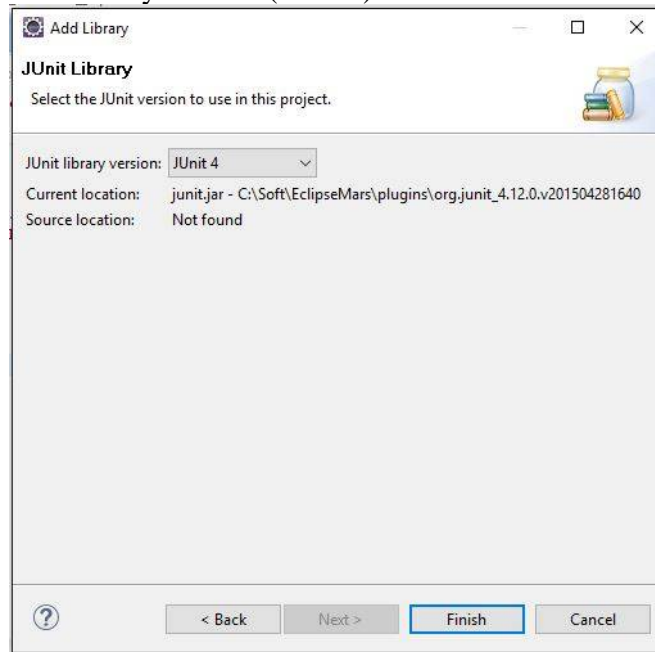 Add Library
JUnit Library
Select the JUnit version to use in this project.
JUnit library version: JUnit 4
Current location: junit.jar - C:\Soft\EclipseMars\plugins\org.junit_4.12.0.v201504281640
Source location: Not found
< Back Next > Finish Cancel